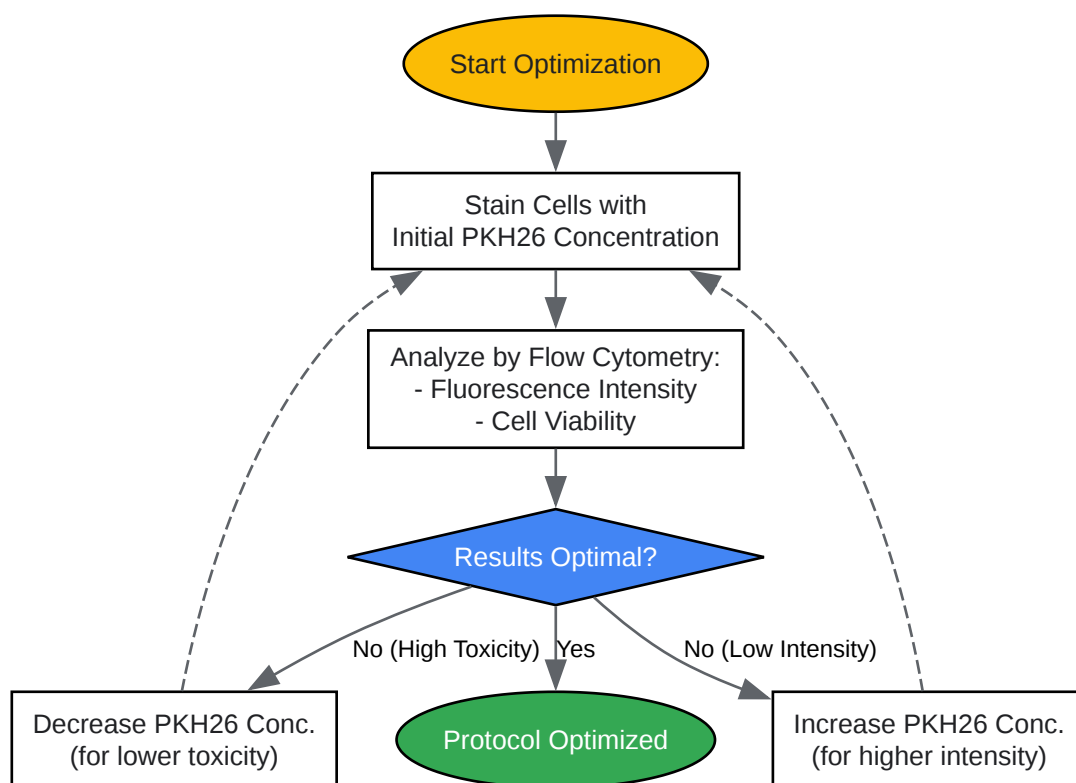 Start Optimization
Stain Cells with
Initial PKH26 Concentration
Analyze by Flow Cytometry:
- Fluorescence Intensity
- Cell Viability
Results Optimal?
No (High Toxicity)
Yes
No (Low Intensity)
Decrease PKH26 Conc.
(for lower toxicity)
Protocol Optimized
Increase PKH26 Conc.
(for higher intensity)